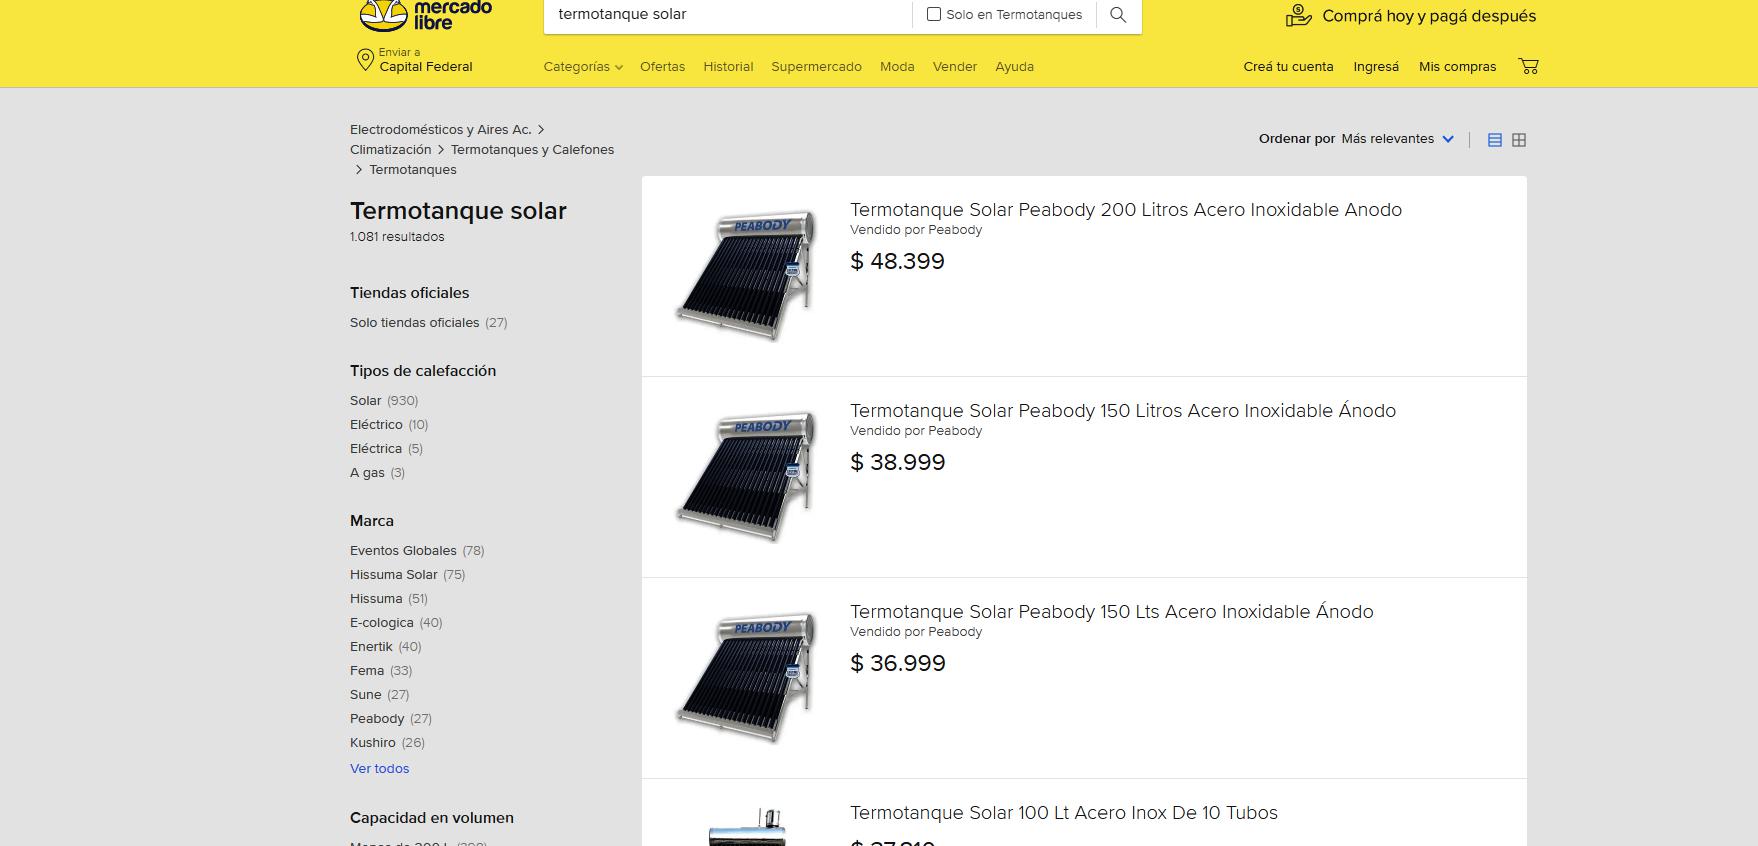 mercado
libre
termotanque solar
Solo en Termotanques
Comprá hoy y pagá después
Enviar a
Capital Federal
Categorías Ofertas Historial Supermercado Moda Vender Ayuda
Creá tu cuenta Ingresá Mis compras
Electrodomésticos y Aires Ac. >
Climatización > Termotanques y Calefones
> Termotanques
Ordenar por Más relevantes
Termotanque solar
1.081 resultados
Tiendas oficiales
Solo tiendas oficiales (27)
Tipos de calefacción
Solar (930)
Eléctrico (10)
Eléctrica (5)
A gas (3)
Marca
Eventos Globales (78)
Hissuma Solar (75)
Hissuma (51)
E-cologica (40)
Enertik (40)
Fema (33)
Sune (27)
Peabody (27)
Kushiro (26)
Ver todos
Capacidad en volumen
PEABODY
Termotanque Solar Peabody 200 Litros Acero Inoxidable Anodo
Vendido por Peabody
$ 48.399
PEABODY
Termotanque Solar Peabody 150 Litros Acero Inoxidable Ánodo
Vendido por Peabody
$ 38.999
PEABODY
Termotanque Solar Peabody 150 Lts Acero Inoxidable Ánodo
Vendido por Peabody
$ 36.999
Termotanque Solar 100 Lt Acero Inox De 10 Tubos